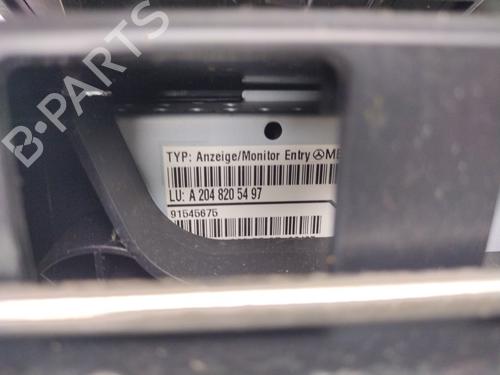 B-PARTS
TYP: Anzeige/Monitor Entry
LU: A 204 820 54 97
91545675